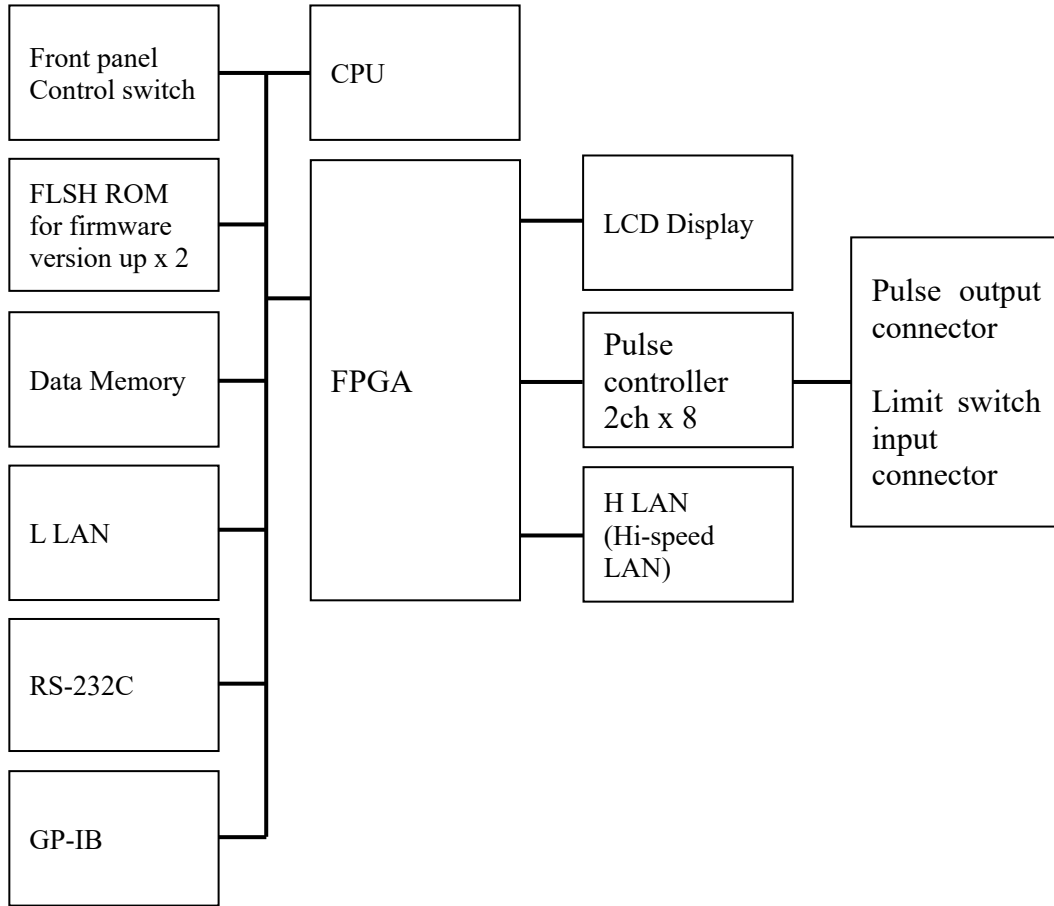 Front panel
Control switch
CPU
FLSH ROM
for firmware
version up x 2
Data Memory
L LAN
RS-232C
GP-IB
FPGA
LCD Display
Pulse
controller
2ch x 8
H LAN
(Hi-speed
LAN)
Pulse output
connector
Limit switch
input
connector